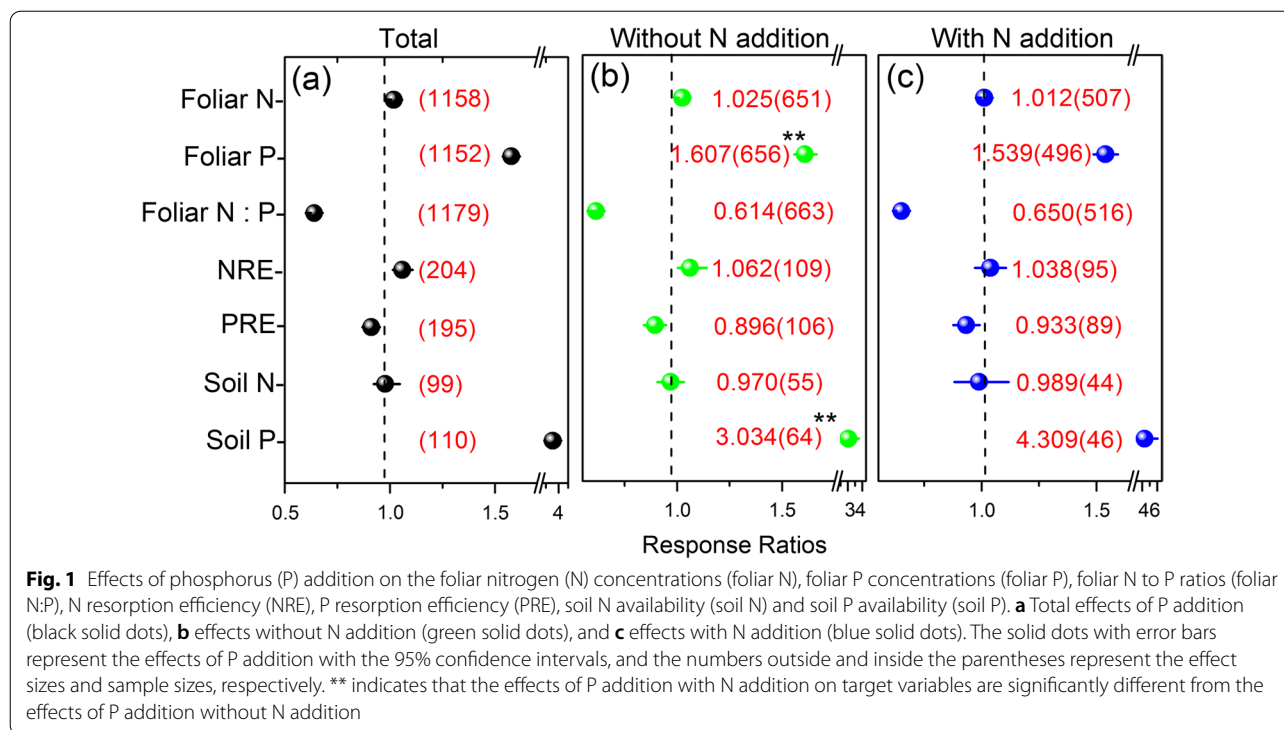 Total
Without N addition
With N addition
(a)
(b)
(c)
Foliar N
(1158)
1.025(651)
1.012(507)
Foliar P
(1152)
1.607(656)
**
1.539(496)
Foliar N : P
(1179)
0.614(663)
0.650(516)
NRE
(204)
1.062(109)
1.038(95)
PRE
(195)
0.896(106)
0.933(89)
Soil N
(99)
0.970(55)
0.989(44)
Soil P
(110)
3.034(64)
**
4.309(46)
0.5 1.0 1.5 4
1.0 1.5 34
1.0 1.5 46
Response Ratios
Fig. 1 Effects of phosphorus (P) addition on the foliar nitrogen (N) concentrations (foliar N), foliar P concentrations (foliar P), foliar N to P ratios (foliar
N:P), N resorption efficiency (NRE), P resorption efficiency (PRE), soil N availability (soil N) and soil P availability (soil P). a Total effects of P addition
(black solid dots), b effects without N addition (green solid dots), and c effects with N addition (blue solid dots). The solid dots with error bars
represent the effects of P addition with the 95% confidence intervals, and the numbers outside and inside the parentheses represent the effect
sizes and sample sizes, respectively. ** indicates that the effects of P addition with N addition on target variables are significantly different from the
effects of P addition without N addition